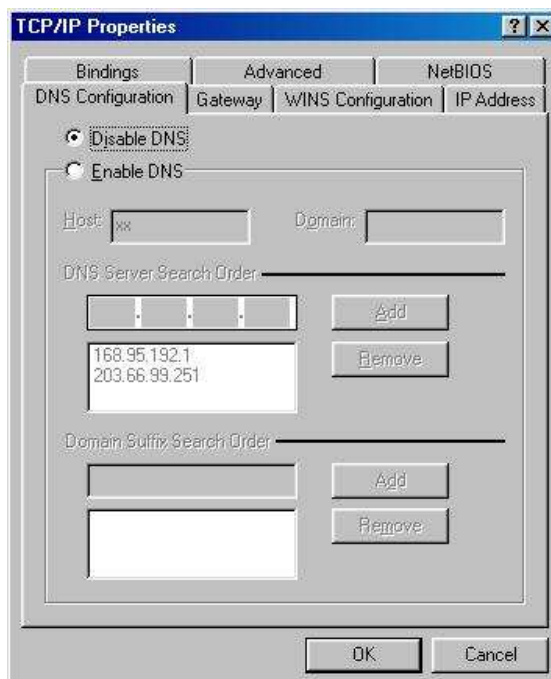 TCP/IP Properties
Bindings Advanced NetBIOS
DNS Configuration Gateway WINS Configuration IP Address
Disable DNS
Enable DNS
Host: xx Domain:
DNS Server Search Order
Add
168.95.192.1
203.66.99.251
Remove
Domain Suffix Search Order
Add
Remove
OK Cancel